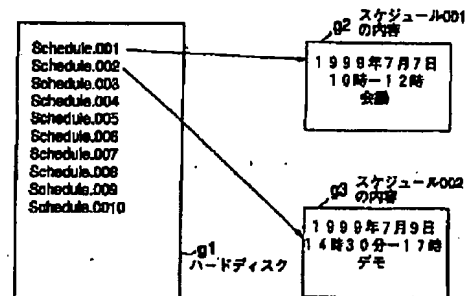 Schedule.001
Schedule.002
Schedule.003
Schedule.004
Schedule.005
Schedule.006
Schedule.007
Schedule.008
Schedule.009
Schedule.0010
g1
ハードディスク
g2 スケジュール001
の内容
1999年7月7日
10時−12時
会議
g3 スケジュール002
の内容
1999年7月9日
14時30分−17時
デモ